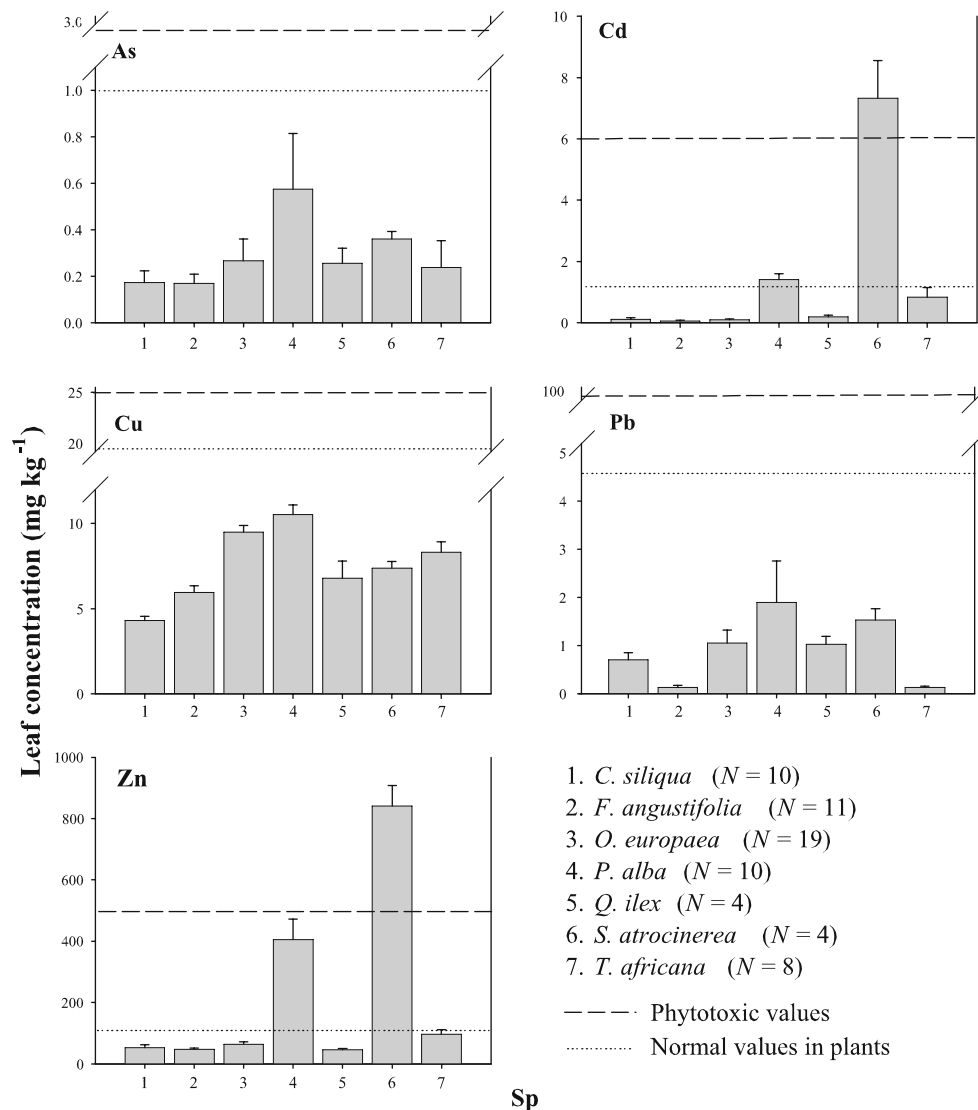 Leaf concentration (mg kg⁻¹)
3.6
As
1.0
0.8
0.6
0.4
0.2
0.0
1 2 3 4 5 6 7
10
Cd
8
6
4
2
0
1 2 3 4 5 6 7
25
Cu
20
10
5
0
1 2 3 4 5 6 7
100
Pb
5
4
3
2
1
0
1 2 3 4 5 6 7
1000
Zn
800
600
400
200
0
1 2 3 4 5 6 7
Sp
1. C. siliqua (N = 10)
2. F. angustifolia (N = 11)
3. O. europaea (N = 19)
4. P. alba (N = 10)
5. Q. ilex (N = 4)
6. S. atrocinerea (N = 4)
7. T. africana (N = 8)
Phytotoxic values
Normal values in plants